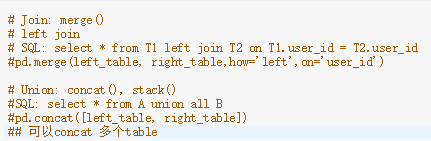 # Join: merge()
# left join
# SQL: select * from T1 left join T2 on T1.user_id = T2.user_id
#pd.merge(left_table, right_table,how='left',on='user_id')
# Union: concat(), stack()
#SQL: select * from A union all B
#pd.concat([left_table, right_table])
## 可以concat 多个table